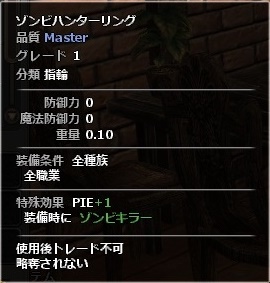 ゾンビハンターリング
品質 Master
グレード 1
分類 指輪
防御力 0
魔法防御力 0
重量 0.10
装備条件 全種族
全職業
特殊効果 PIE+1
装備時に ゾンビキラー
使用後トレード不可
略奪されない